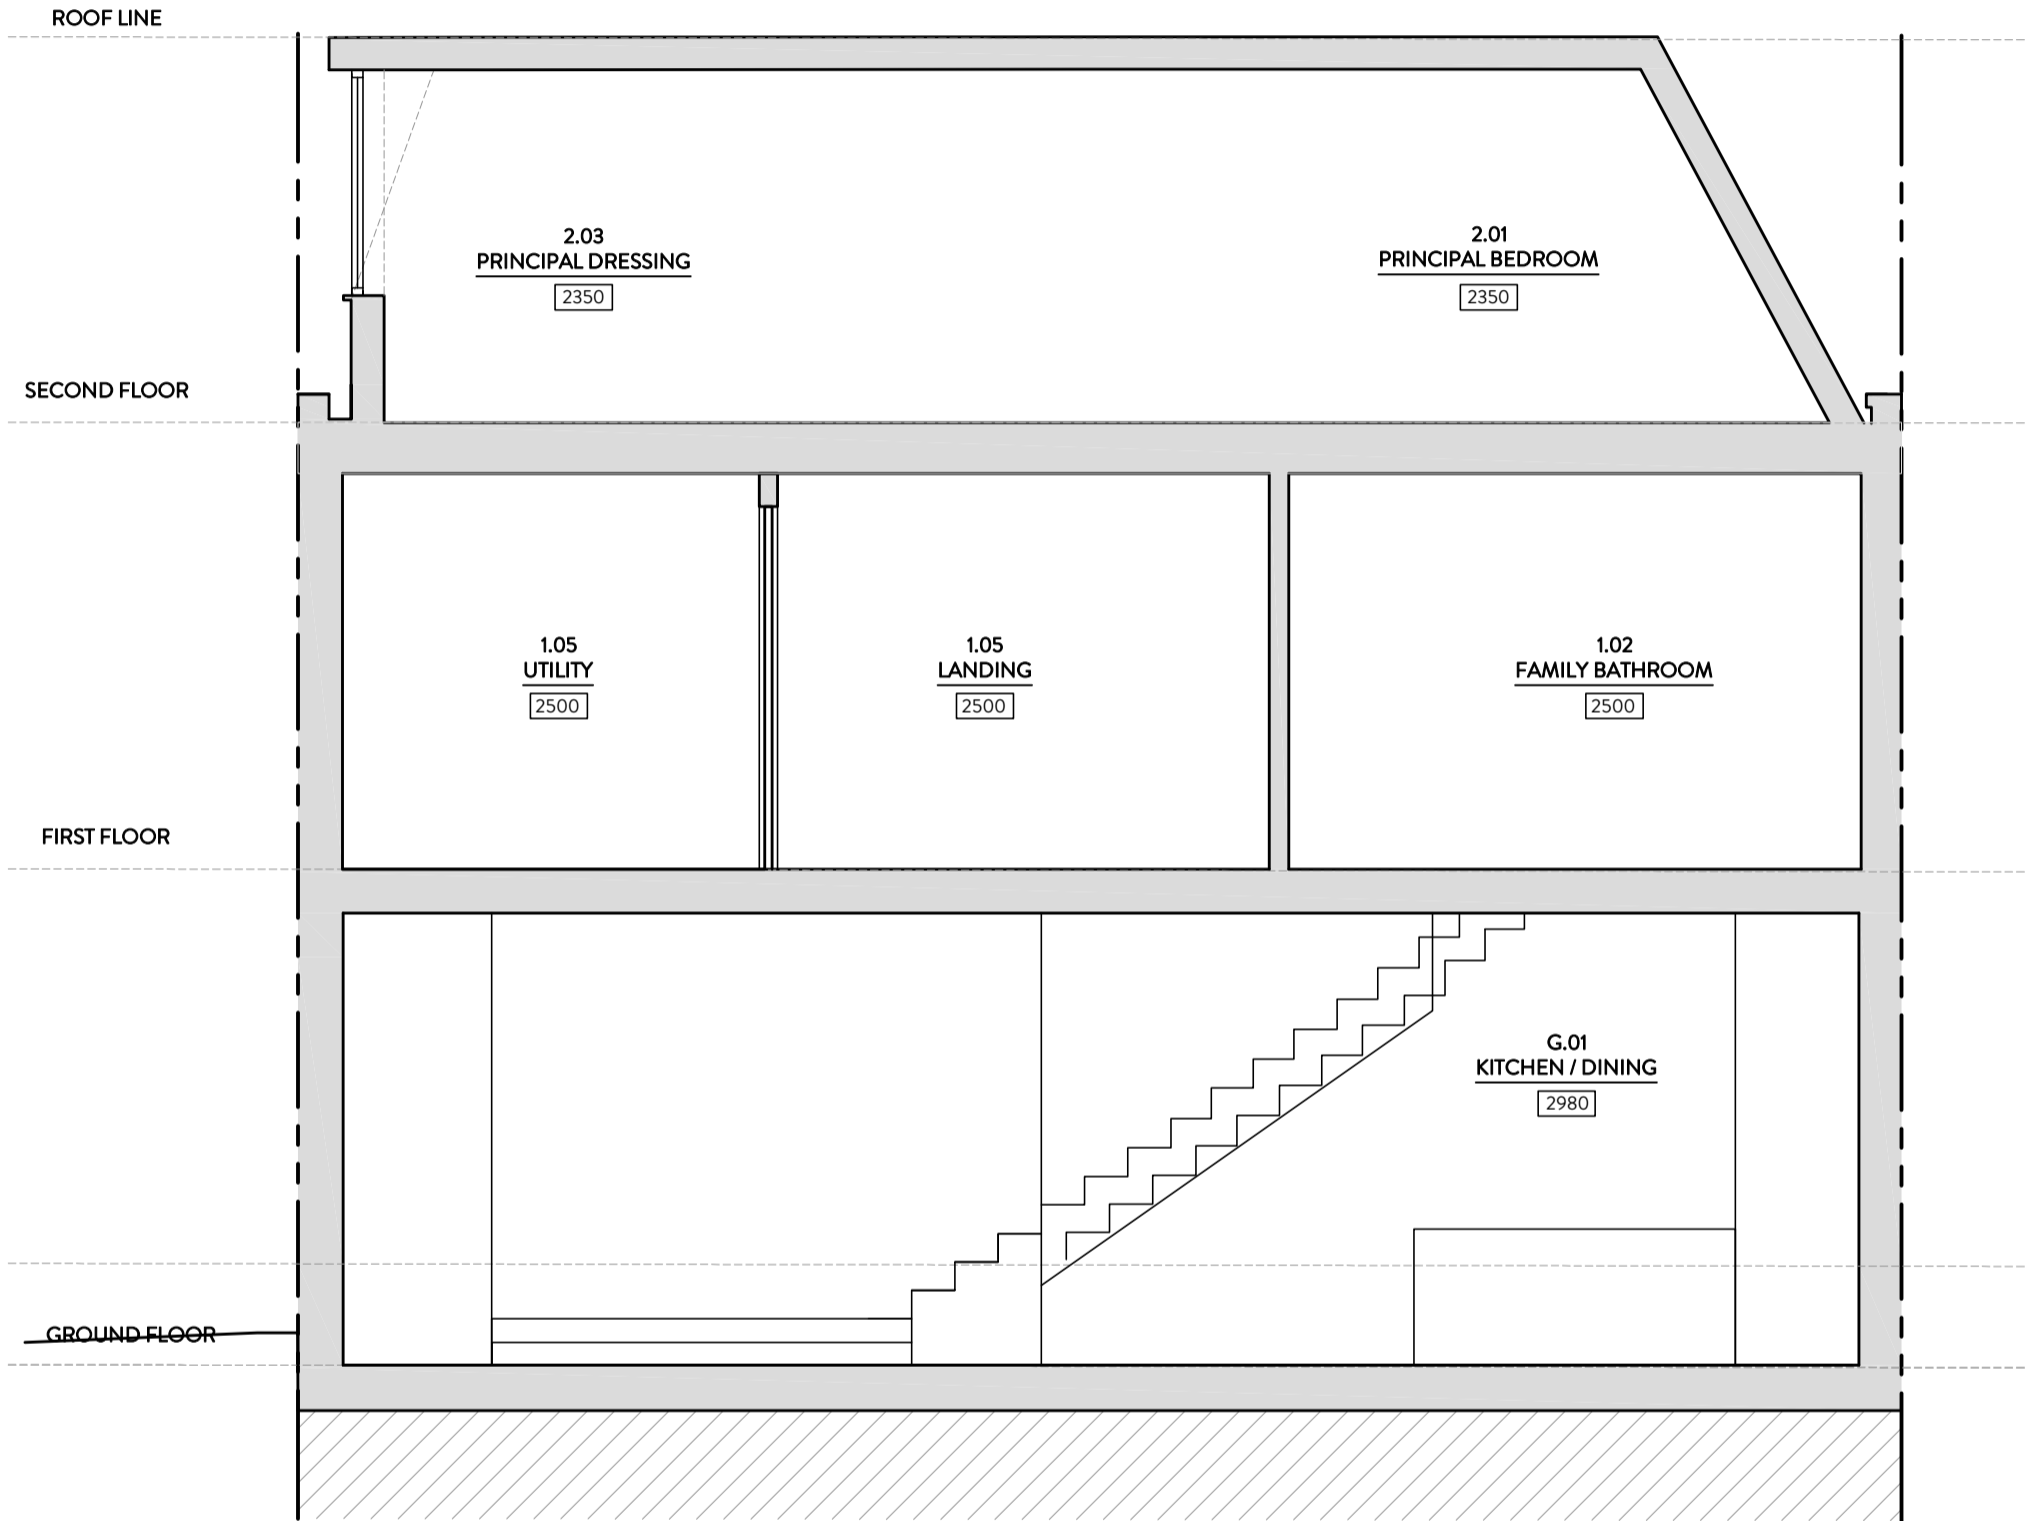 ROOF LINE
2.03
PRINCIPAL DRESSING
2350
2.01
PRINCIPAL BEDROOM
2350
SECOND FLOOR
1.05
UTILITY
2500
1.05
LANDING
2500
1.02
FAMILY BATHROOM
2500
FIRST FLOOR
G.01
KITCHEN / DINING
2980
GROUND FLOOR